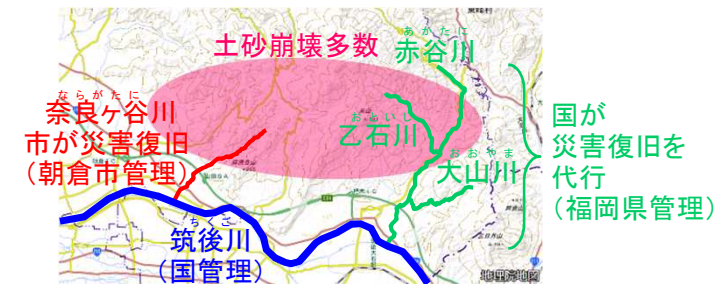 土砂崩壊多数
あかたに
赤谷川
ならがたに
奈良ヶ谷川
市が災害復旧
(朝倉市管理)
おといし
乙石川
おおやま
大山川
国が
災害復旧を
代行
(福岡県管理)
ちくご
筑後川
(国管理)
地理院地図